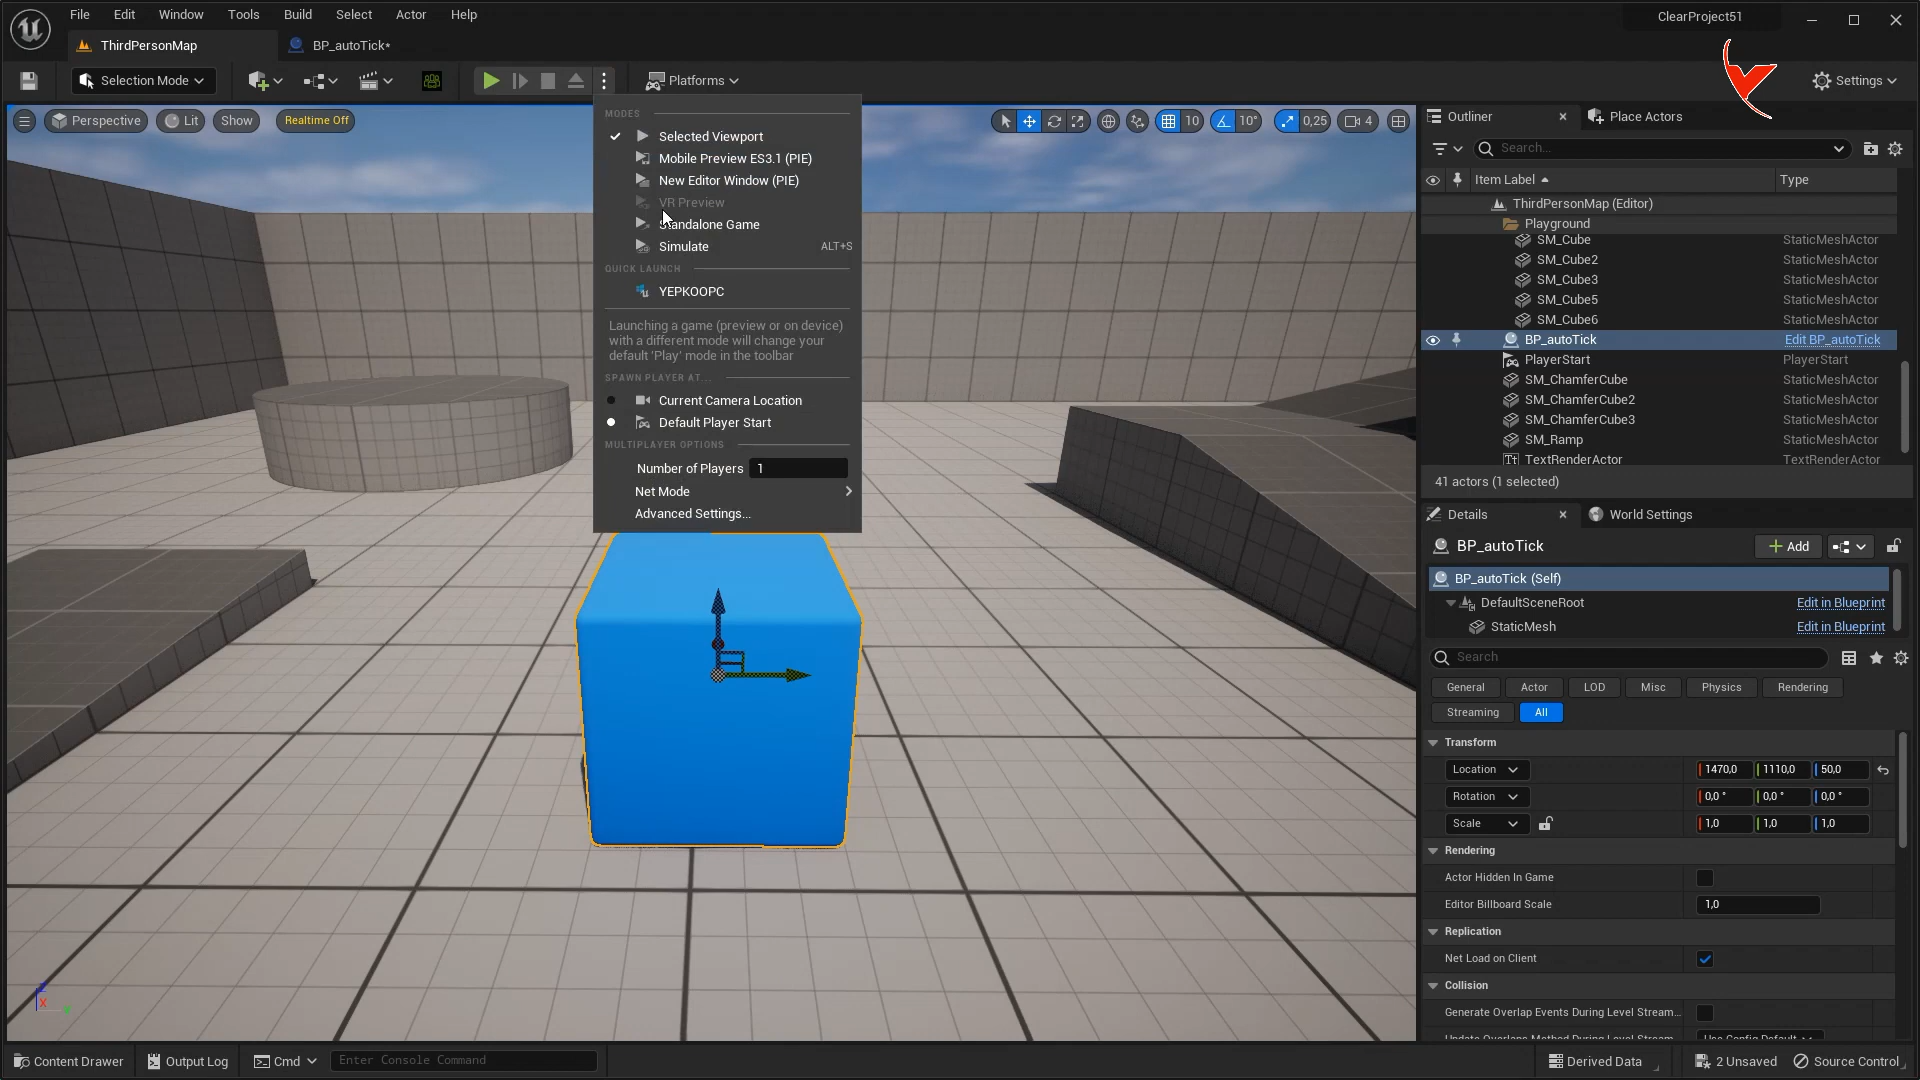 File Edit Window Tools Build Select Actor Help
ClearProject51
ThirdPersonMap
BP_autoTick*
Selection Mode
Platforms
Settings
Perspective
Lit
Show
Realtime Off
10
10°
0,25
4
MODES
Selected Viewport
Mobile Preview ES3.1 (PIE)
New Editor Window (PIE)
VR Preview
Standalone Game
Simulate ALT+S
QUICK LAUNCH
YEPKOOPC
Launching a game (preview or on device)
with a different mode will change your
default 'Play' mode in the toolbar
SPAWN PLAYER AT...
Current Camera Location
Default Player Start
MULTIPLAYER OPTIONS
Number of Players 1
Net Mode
Advanced Settings...
Outliner
Place Actors
Search...
Item Label Type
ThirdPersonMap (Editor)
Playground
SM_Cube StaticMeshActor
SM_Cube2 StaticMeshActor
SM_Cube3 StaticMeshActor
SM_Cube5 StaticMeshActor
SM_Cube6 StaticMeshActor
BP_autoTick Edit BP_autoTick
PlayerStart PlayerStart
SM_ChamferCube StaticMeshActor
SM_ChamferCube2 StaticMeshActor
SM_ChamferCube3 StaticMeshActor
SM_Ramp StaticMeshActor
TextRenderActor TextRenderActor
41 actors (1 selected)
Details
World Settings
BP_autoTick
Add
BP_autoTick (Self)
DefaultSceneRoot Edit in Blueprint
StaticMesh Edit in Blueprint
Search
General Actor LOD Misc Physics Rendering
Streaming All
Transform
Location 1470,0 1110,0 50,0
Rotation 0,0 ° 0,0 ° 0,0 °
Scale 1,0 1,0 1,0
Rendering
Actor Hidden In Game
Editor Billboard Scale 1,0
Replication
Net Load on Client
Collision
Generate Overlap Events During Level Stream...
Update Overlaps Method During Level Stream... Use Config Default
Z
X
Content Drawer
Output Log
Cmd
Enter Console Command
Derived Data
2 Unsaved
Source Control